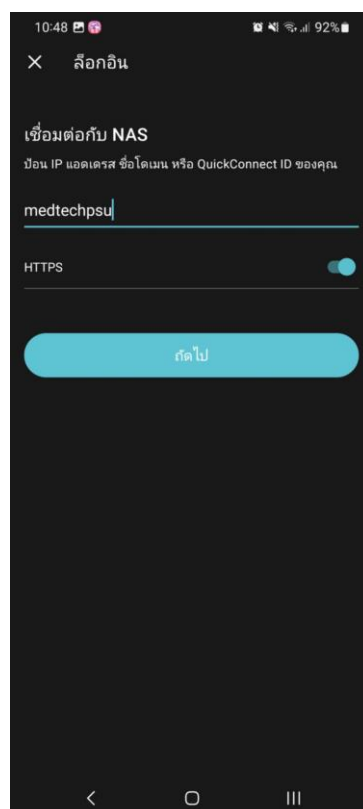 10:48 92%
ล็อกอิน
เชื่อมต่อกับ NAS
ป้อน IP แอดเดรส ชื่อโดเมน หรือ QuickConnect ID ของคุณ
medtechpsu
HTTPS
ถัดไป